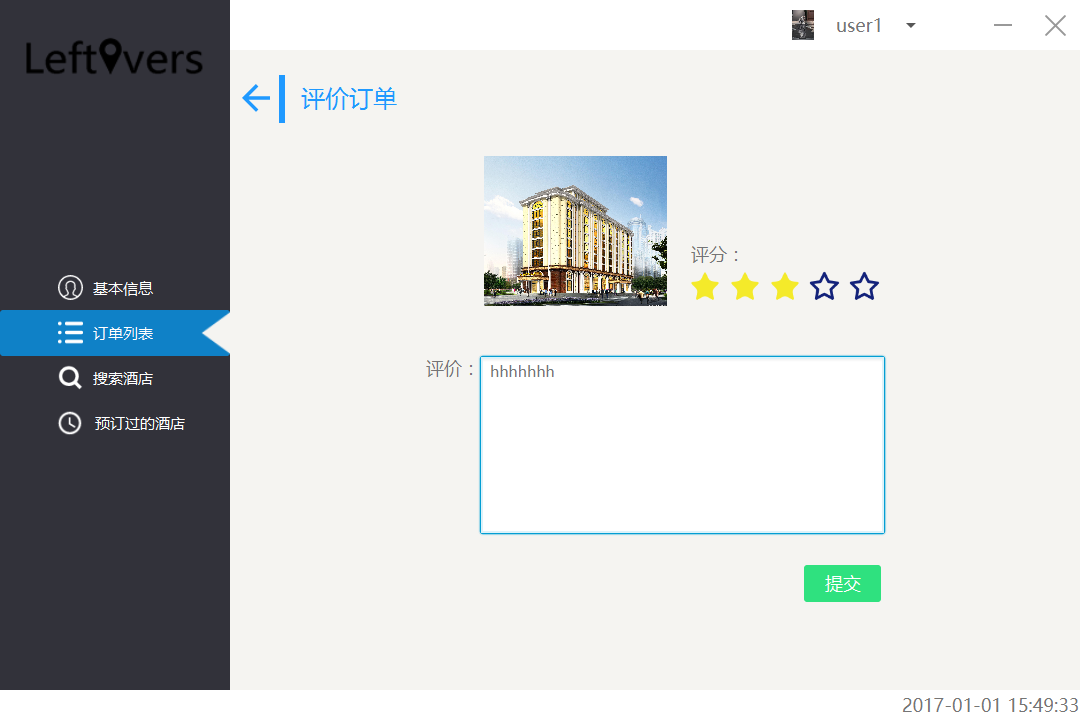 Leftovers
user1
评价订单
评分：
基本信息
订单列表
搜索酒店
预订过的酒店
评价：
hhhhhhh
提交
2017-01-01 15:49:33